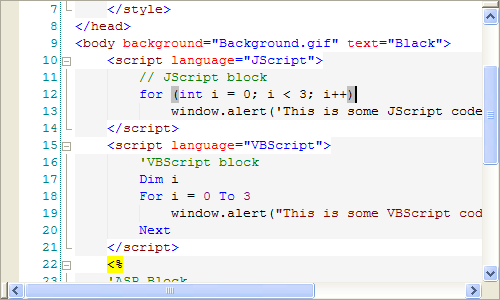 7 </style>
8 </head>
9 <body background="Background.gif" text="Black">
10 <script language="JScript">
11 // JScript block
12 for (int i = 0; i < 3; i++)
13 window.alert('This is some JScript code
14 </script>
15 <script language="VBScript">
16 'VBScript block
17 Dim i
18 For i = 0 To 3
19 window.alert("This is some VBScript cod
20 Next
21 </script>
22 <%
23 'ASP Block